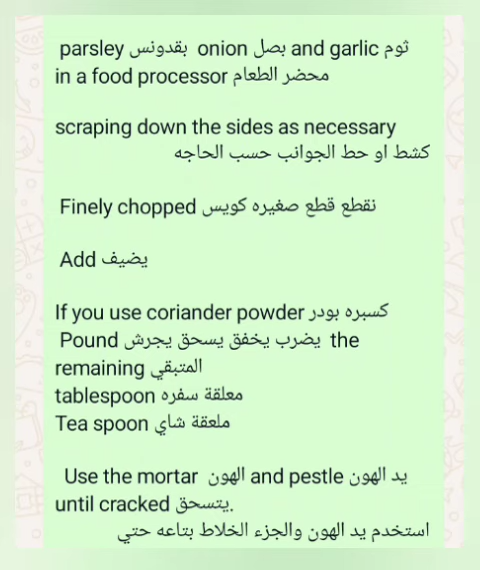 parsley بقدونس onion بصل and garlic ثوم
in a food processor محضر الطعام
scraping down the sides as necessary
كشط او حط الجوانب حسب الحاجه
Finely chopped نقطع قطع صغيره كويس
Add يضيف
If you use coriander powder كسبره بودر
Pound يضرب يخفق يسحق يجرش the
remaining المتبقي
tablespoon معلقة سفره
Tea spoon ملعقة شاي
Use the mortar الهون and pestle يد الهون
until cracked يتسحق.
استخدم يد الهون والجزء الخلاط بتاعه حتي